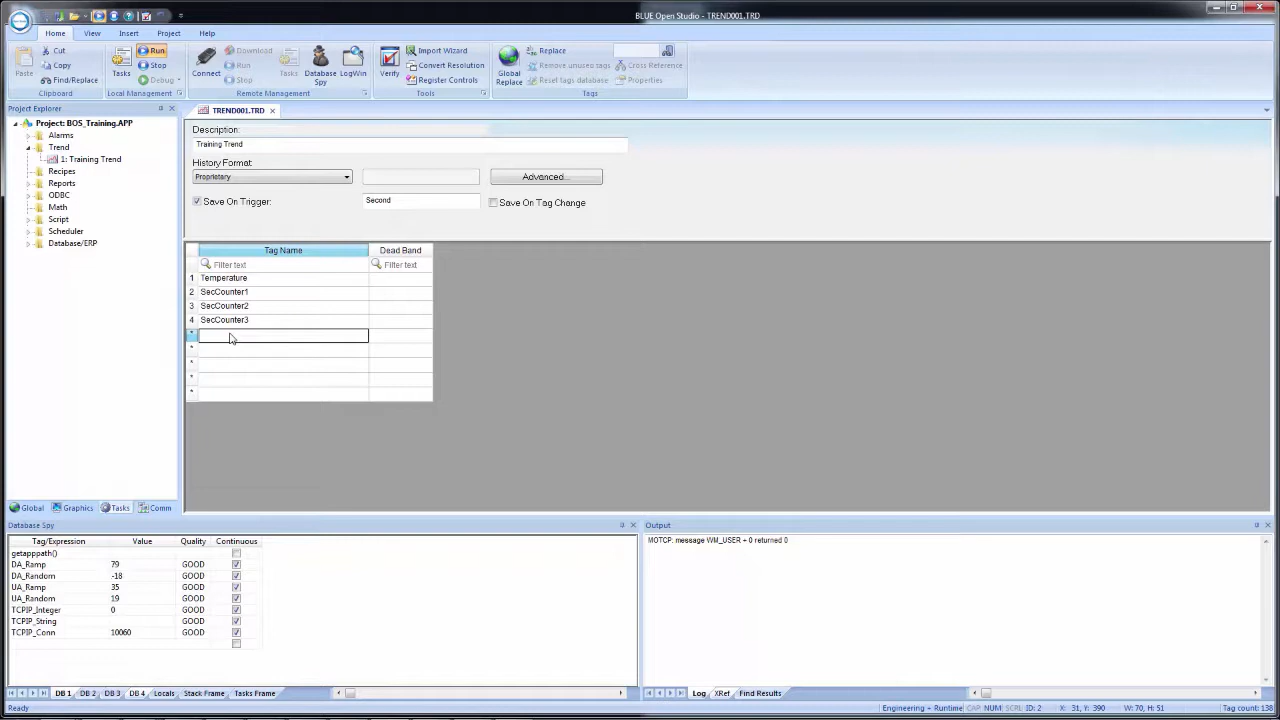 BLUE Open Studio - TREND001.TRD
Home View Insert Project Help
Paste Cut Copy Find/Replace Clipboard
Tasks Run Stop Debug Local Management
Connect Download Run Stop Tasks Database Spy LogWin Remote Management
Verify Import Wizard Convert Resolution Register Controls Tools
Global Replace Replace Remove unused tags Reset tags database Cross Reference Properties Tags
Project Explorer
Project: BOS_Training.APP
Alarms
Trend
1: Training Trend
Recipes
Reports
ODBC
Math
Script
Scheduler
Database/ERP
Global Graphics Tasks Comm
TREND001.TRD
Description:
Training Trend
History Format:
Proprietary Advanced...
Save On Trigger: Second Save On Tag Change
Tag Name Dead Band
Filter text Filter text
1 Temperature
2 SecCounter1
3 SecCounter2
4 SecCounter3
*
*
*
*
*
Database Spy
Tag/Expression Value Quality Continuous
getapppath()
DA_Ramp 79 GOOD
DA_Random -18 GOOD
UA_Ramp 35 GOOD
UA_Random 19 GOOD
TCPIP_Integer 0 GOOD
TCPIP_String GOOD
TCPIP_Conn 10060 GOOD
DB 1 DB 2 DB 3 DB 4 Locals Stack Frame Tasks Frame
Output
MOTCP: message WM_USER + 0 returned 0
Log XRef Find Results
Ready Engineering + Runtime CAP NUM SCRL ID: 2 X: 31, Y: 390 W: 70, H: 51 Tag count: 138